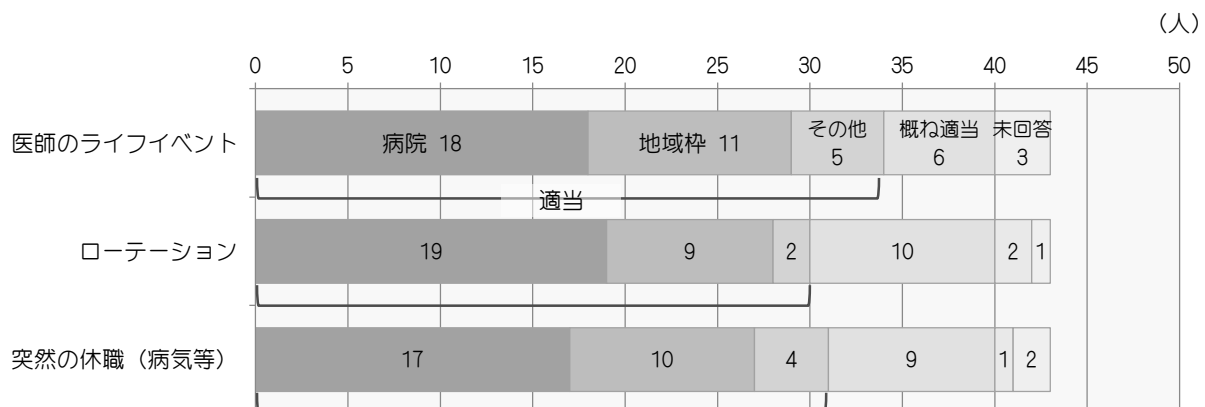 (人)
0 5 10 15 20 25 30 35 40 45 50
医師のライフイベント
病院 18
地域枠 11
その他
5
概ね適当
6
未回答
3
適当
ローテーション
19 9 2 10 2 1
突然の休職（病気等）
17 10 4 9 1 2